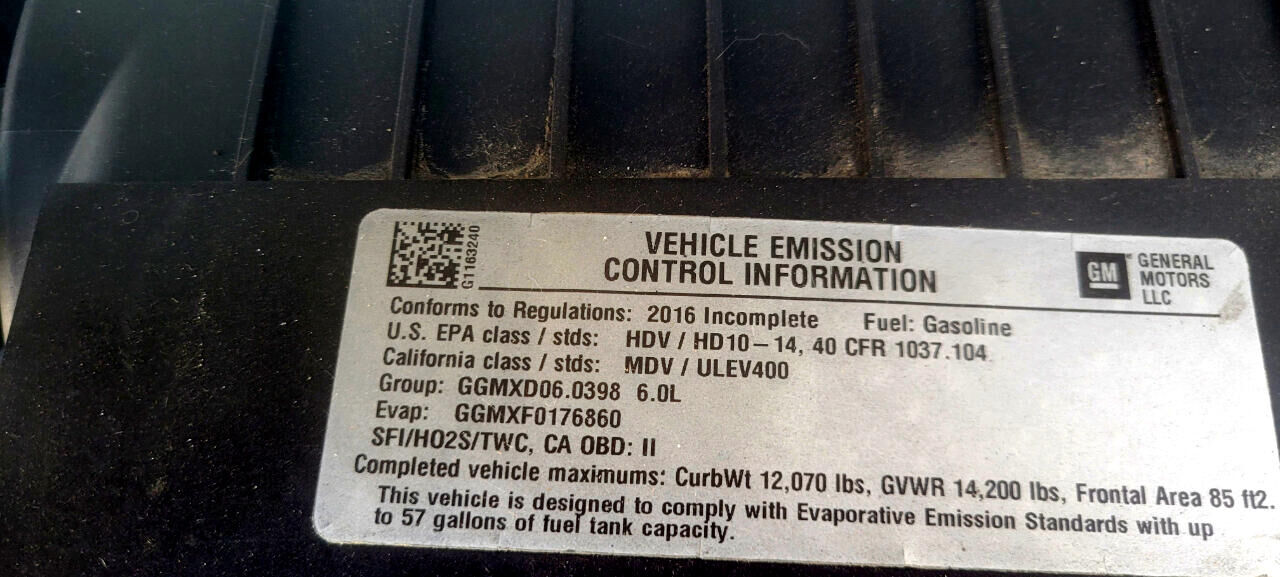 G1163240
VEHICLE EMISSION
CONTROL INFORMATION
GM
GENERAL
MOTORS
LLC
Conforms to Regulations: 2016 Incomplete Fuel: Gasoline
U.S. EPA class / stds: HDV / HD10-14, 40 CFR 1037.104
California class / stds: MDV / ULEV400
Group: GGMXD06.0398 6.0L
Evap: GGMXF0176860
SFI/HO2S/TWC, CA OBD: II
Completed vehicle maximums: CurbWt 12,070 lbs, GVWR 14,200 lbs, Frontal Area 85 ft2.
This vehicle is designed to comply with Evaporative Emission Standards with up
to 57 gallons of fuel tank capacity.